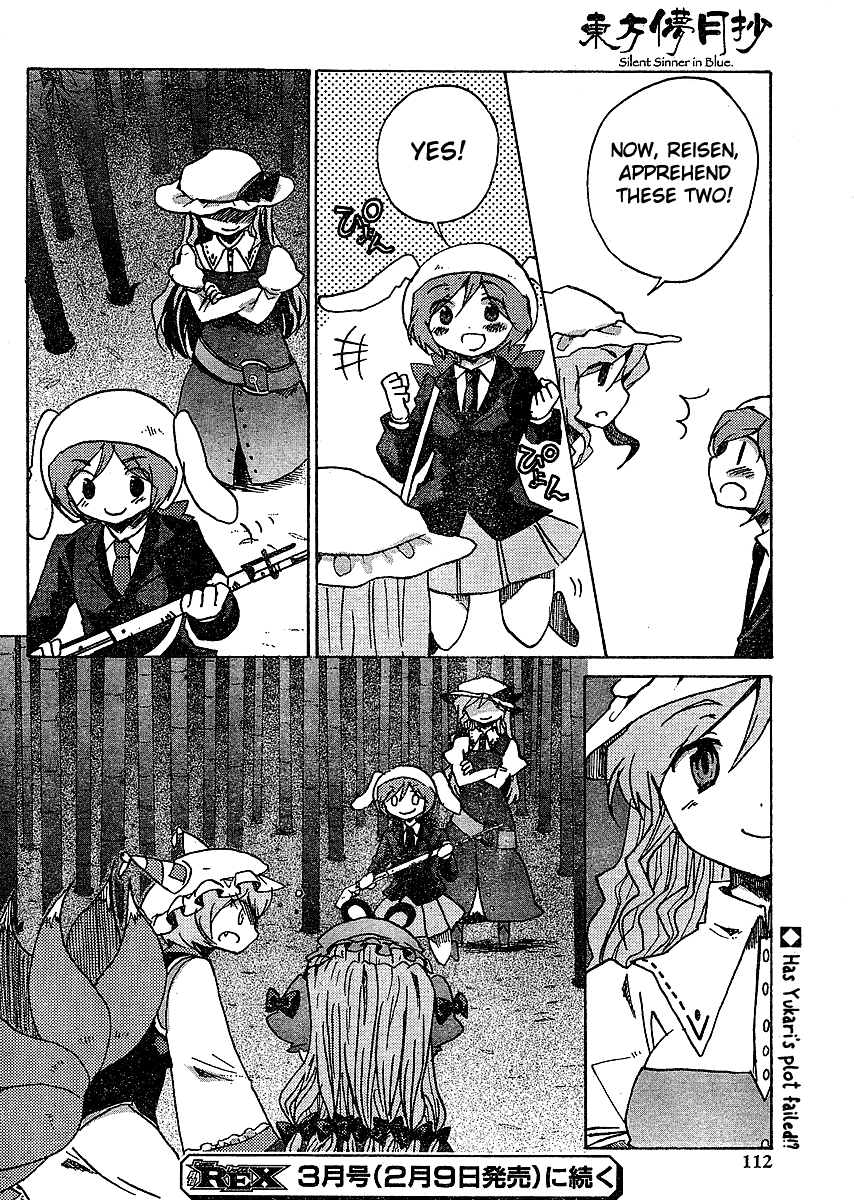 東方儚月抄
Silent Sinner in Blue.
NOW, REISEN,
APPREHEND
THESE TWO!
YES!
ぴょん
ぴょん
Has Yukari's plot failed!?
112
REX 3月号(2月9日発売)に続く